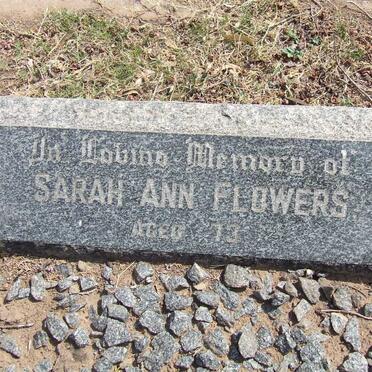 In Loving Memory of
SARAH ANN FLOWERS
AGED 73